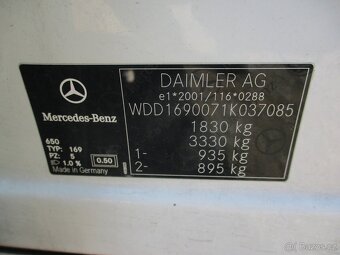 DAIMLER AG
e1*2001/116*0288
WDD1690071K037085
1830 kg
3330 kg
1- 935 kg
2- 895 kg
Mercedes-Benz
650
TYP: 169
PZ: 5
1.0 % 0.50
Made in Germany